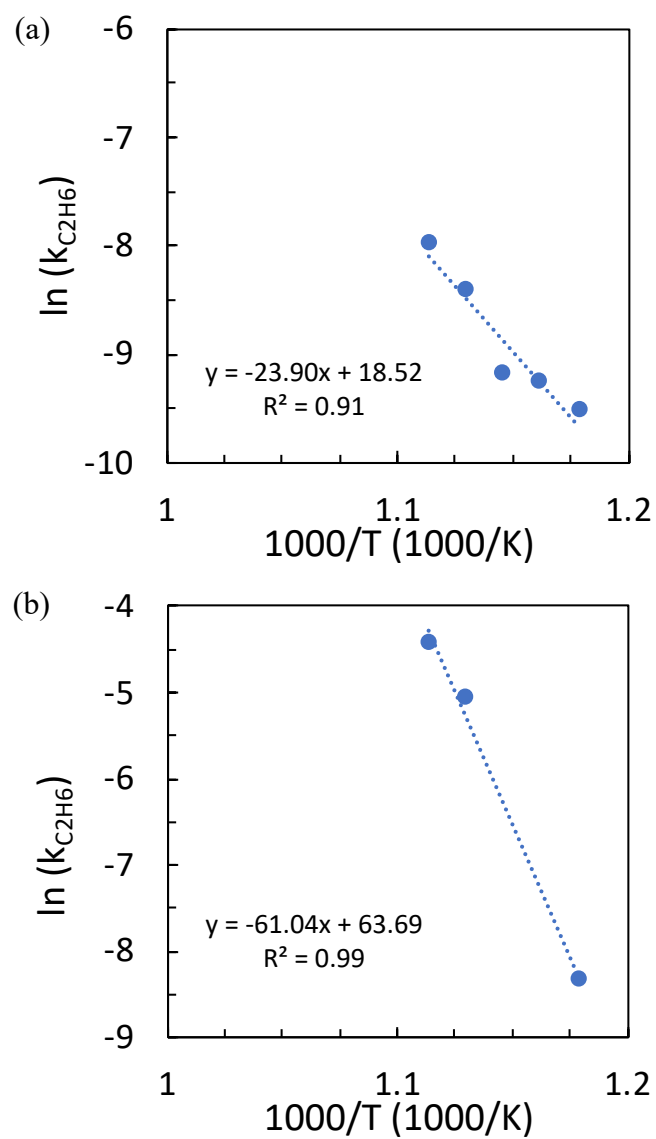 (a)
-6
-7
-8
-9
-10
ln (kC2H6)
y = -23.90x + 18.52
R² = 0.91
1 1.1 1.2
1000/T (1000/K)
(b)
-4
-5
-6
-7
-8
-9
ln (kC2H6)
y = -61.04x + 63.69
R² = 0.99
1 1.1 1.2
1000/T (1000/K)